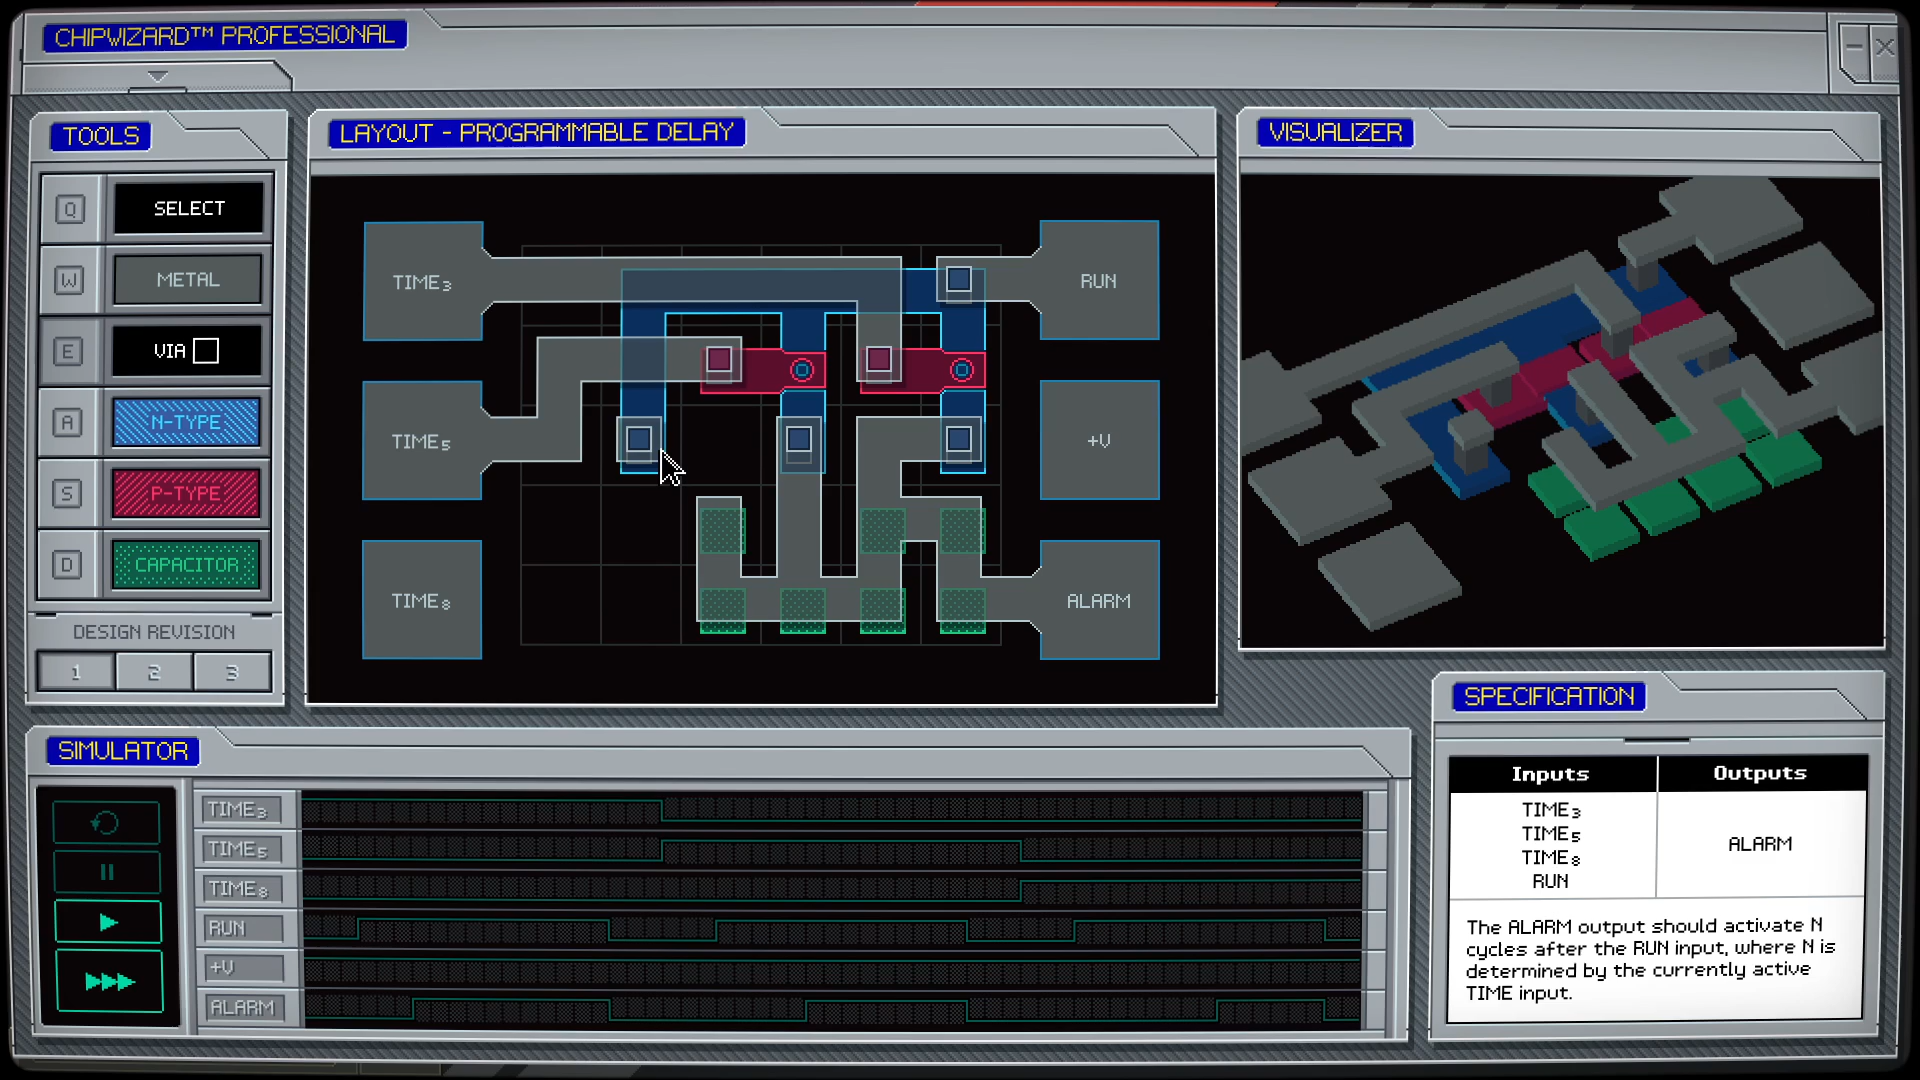 CHIPWIZARD™ PROFESSIONAL
TOOLS
Q SELECT
W METAL
E VIA
A N-TYPE
S P-TYPE
D CAPACITOR
DESIGN REVISION
1 2 3
LAYOUT - PROGRAMMABLE DELAY
TIME₃
RUN
TIME₅
+V
TIME₈
ALARM
VISUALIZER
SIMULATOR
TIME₃
TIME₅
TIME₈
RUN
+V
ALARM
SPECIFICATION
Inputs Outputs
TIME₃
TIME₅
TIME₈
RUN
ALARM
The ALARM output should activate N
cycles after the RUN input, where N is
determined by the currently active
TIME input.